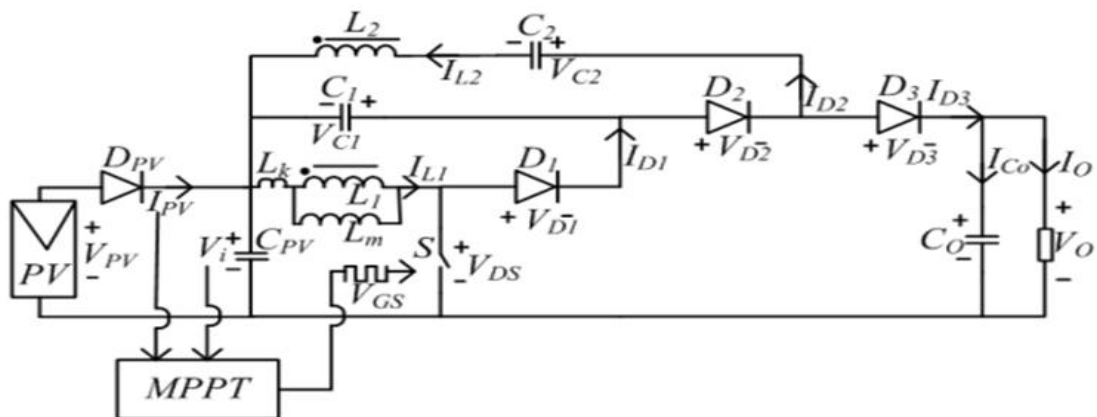 L2
C2
− +
IL2
VC2
C1
− +
VC1
ID2
D2
D3
ID3
+ VD2 −
+ VD3 −
DPV
Lk
L1
IL1
D1
ID1
ICo
IO
IPV
Lm
+ VD1 −
PV
+
VPV
−
Vi
+
−
CPV
S
+
VDS
−
VGS
CO
+
−
+
VO
−
MPPT